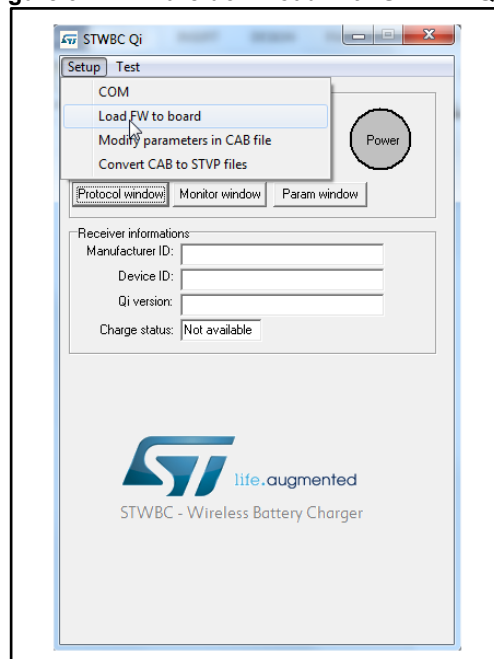 STWBC Qi
Setup Test
COM
Load FW to board
Modify parameters in CAB file
Convert CAB to STVP files
Power
Protocol window Monitor window Param window
Receiver informations
Manufacturer ID:
Device ID:
Qi version:
Charge status: Not available
life.augmented
STWBC - Wireless Battery Charger